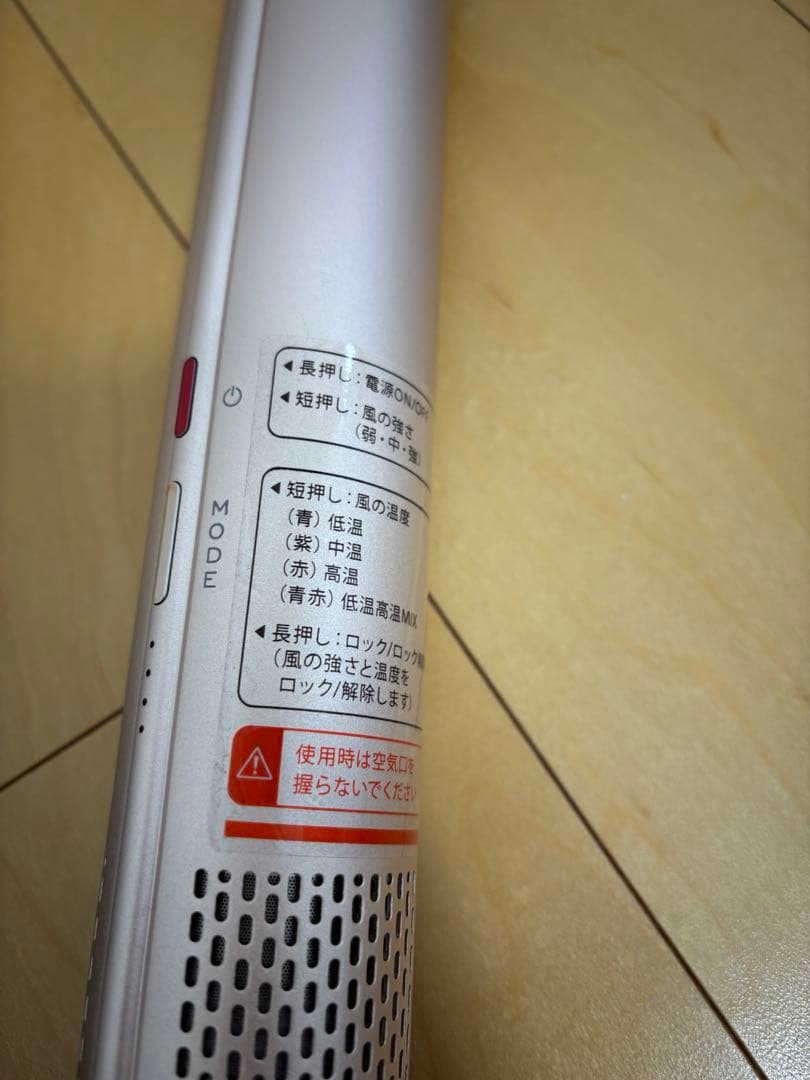 ◀長押し：電源ON/OFF
◀短押し：風の強さ
（弱・中・強）
MODE
◀短押し：風の温度
（青）低温
（紫）中温
（赤）高温
（青赤）低温高温MIX
◀長押し：ロック/ロック
（風の強さと温度を
ロック/解除します）
使用時は空気口を
握らないでください